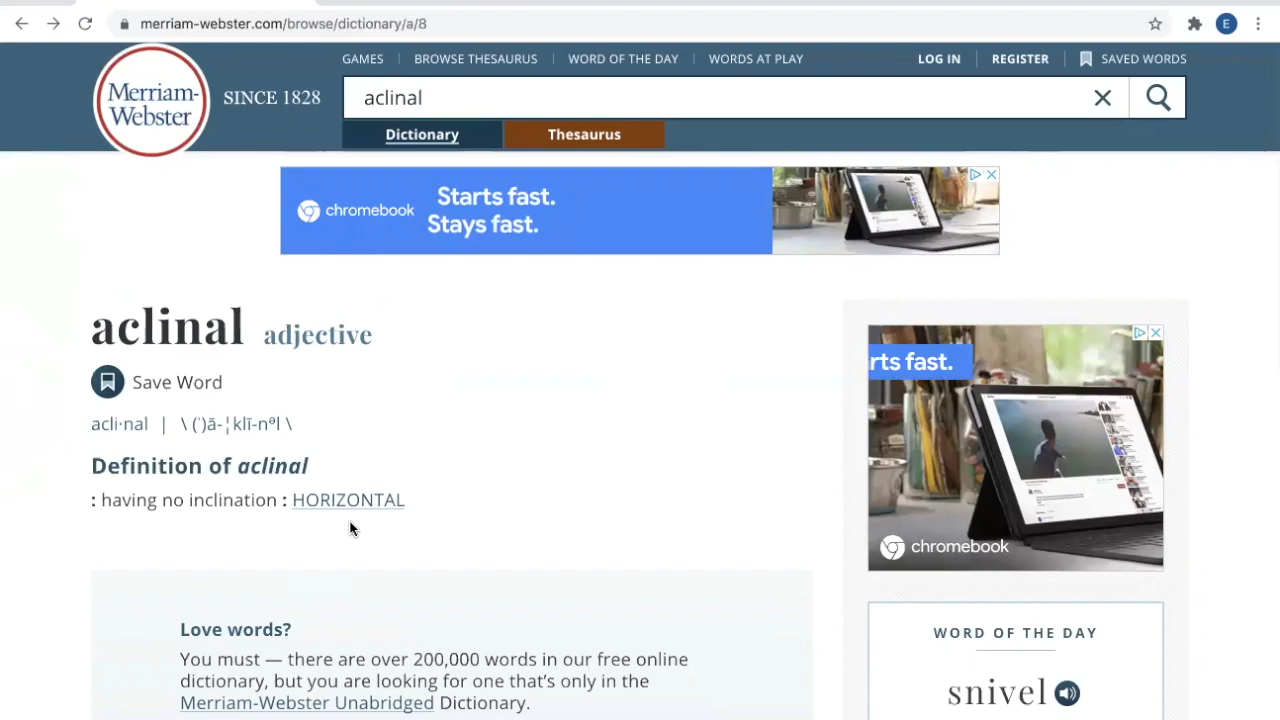 merriam-webster.com/browse/dictionary/a/8
E
GAMES | BROWSE THESAURUS | WORD OF THE DAY | WORDS AT PLAY
LOG IN | REGISTER | SAVED WORDS
Merriam-
Webster
SINCE 1828
aclinal
Dictionary
Thesaurus
chromebook
Starts fast.
Stays fast.
aclinal adjective
Save Word
acli·nal | \ (ˈ)ā-¦klī-nᵊl \
Definition of aclinal
: having no inclination : HORIZONTAL
Love words?
You must — there are over 200,000 words in our free online
dictionary, but you are looking for one that’s only in the
Merriam-Webster Unabridged Dictionary.
rts fast.
chromebook
WORD OF THE DAY
snivel